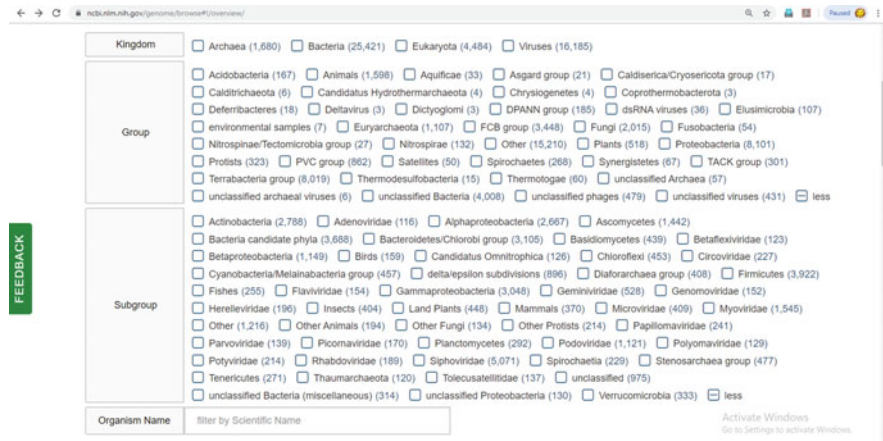 ncbi.nlm.nih.gov/genome/browse#!/overview/
Paused
Kingdom
Archaea (1,680) Bacteria (25,421) Eukaryota (4,484) Viruses (16,185)
Group
Acidobacteria (167) Animals (1,598) Aquificae (33) Asgard group (21) Caldiserica/Cryosericota group (17)
Calditrichaeota (6) Candidatus Hydrothermarchaeota (4) Chrysiogenetes (4) Coprothermobacterota (3)
Deferribacteres (18) Deltavirus (3) Dictyoglomi (3) DPANN group (185) dsRNA viruses (36) Elusimicrobia (107)
environmental samples (7) Euryarchaeota (1,107) FCB group (3,448) Fungi (2,015) Fusobacteria (54)
Nitrospinae/Tectomicrobia group (27) Nitrospirae (132) Other (15,210) Plants (518) Proteobacteria (8,101)
Protists (323) PVC group (862) Satellites (50) Spirochaetes (268) Synergistetes (67) TACK group (301)
Terrabacteria group (8,019) Thermodesulfobacteria (15) Thermotogae (60) unclassified Archaea (57)
unclassified archaeal viruses (6) unclassified Bacteria (4,008) unclassified phages (479) unclassified viruses (431) less
Subgroup
Actinobacteria (2,788) Adenoviridae (116) Alphaproteobacteria (2,667) Ascomycetes (1,442)
Bacteria candidate phyla (3,688) Bacteroidetes/Chlorobi group (3,105) Basidiomycetes (439) Betaflexiviridae (123)
Betaproteobacteria (1,149) Birds (159) Candidatus Omnitrophica (126) Chloroflexi (453) Circoviridae (227)
Cyanobacteria/Melainabacteria group (457) delta/epsilon subdivisions (896) Diaforarchaea group (408) Firmicutes (3,922)
Fishes (255) Flaviviridae (154) Gammaproteobacteria (3,048) Geminiviridae (528) Genomoviridae (152)
Herelleviridae (196) Insects (404) Land Plants (448) Mammals (370) Microviridae (409) Myoviridae (1,545)
Other (1,216) Other Animals (194) Other Fungi (134) Other Protists (214) Papillomaviridae (241)
Parvoviridae (139) Picornaviridae (170) Planctomycetes (292) Podoviridae (1,121) Polyomaviridae (129)
Potyviridae (214) Rhabdoviridae (189) Siphoviridae (5,071) Spirochaetia (229) Stenosarchaea group (477)
Tenericutes (271) Thaumarchaeota (120) Tolecusatellitidae (137) unclassified (975)
unclassified Bacteria (miscellaneous) (314) unclassified Proteobacteria (130) Verrucomicrobia (333) less
Organism Name
filter by Scientific Name
FEEDBACK
Activate Windows
Go to Settings to activate Windows.